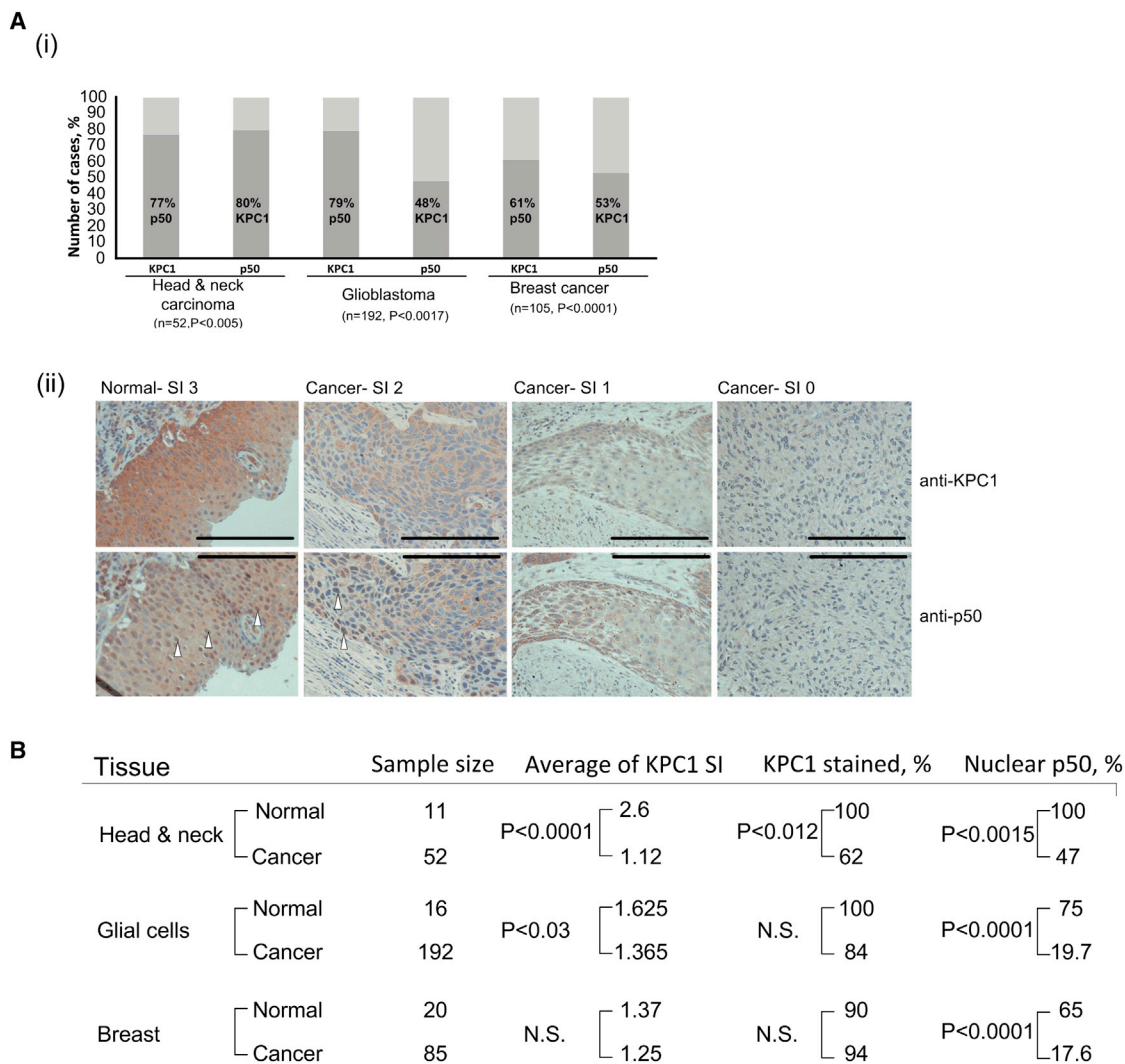 A
(i)
Number of cases, %
100
90
80
70
60
50
40
30
20
10
0
77% 80% 79% 48% 61% 53%
p50 KPC1 p50 KPC1 p50 KPC1
KPC1 p50 KPC1 p50 KPC1 p50
Head & neck
carcinoma
(n=52,P<0.005)
Glioblastoma
(n=192, P<0.0017)
Breast cancer
(n=105, P<0.0001)
(ii)
Normal- SI 3 Cancer- SI 2 Cancer- SI 1 Cancer- SI 0
anti-KPC1
anti-p50
B
Tissue Sample size Average of KPC1 SI KPC1 stained, % Nuclear p50, %
Head & neck
Normal 11 2.6 100 100
P<0.0001 P<0.012 P<0.0015
Cancer 52 1.12 62 47
Glial cells
Normal 16 1.625 100 75
P<0.03 N.S. P<0.0001
Cancer 192 1.365 84 19.7
Breast
Normal 20 1.37 90 65
N.S. N.S. P<0.0001
Cancer 85 1.25 94 17.6